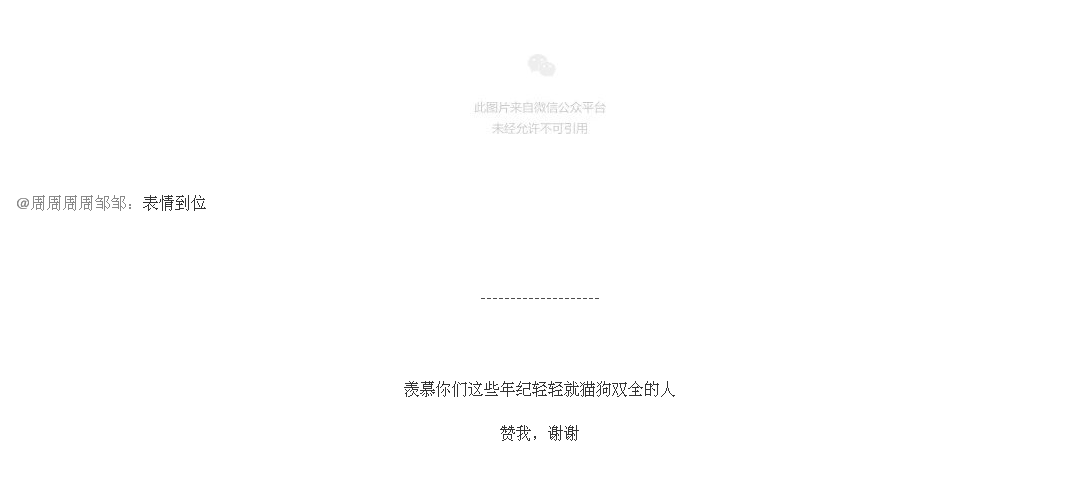 此图片来自微信公众平台
未经允许不可引用
@周周周周邹邹：表情到位
--------------------
羡慕你们这些年纪轻轻就猫狗双全的人
赞我，谢谢